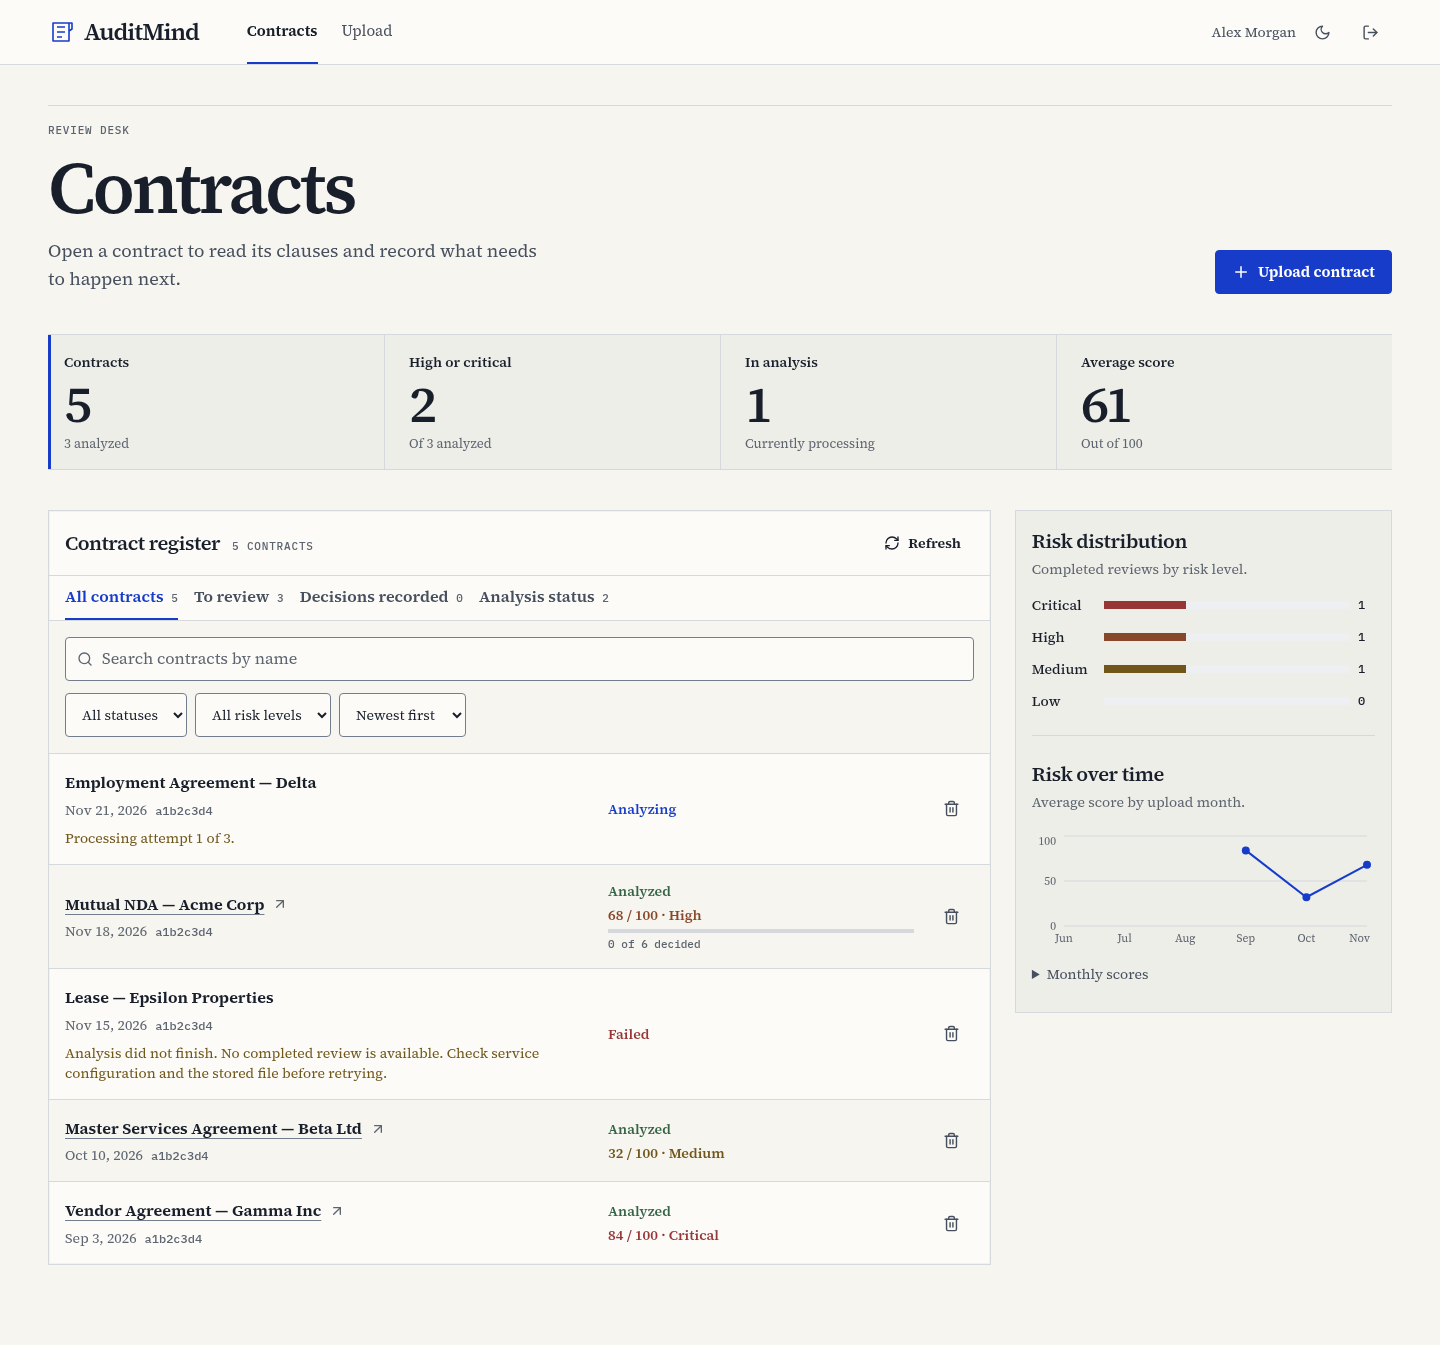 AuditMind
Contracts
Upload
Alex Morgan
REVIEW DESK
Contracts
Open a contract to read its clauses and record what needs
to happen next.
Upload contract
Contracts
5
3 analyzed
High or critical
2
Of 3 analyzed
In analysis
1
Currently processing
Average score
61
Out of 100
Contract register 5 CONTRACTS
Refresh
All contracts 5 To review 3 Decisions recorded 0 Analysis status 2
Search contracts by name
All statuses
All risk levels
Newest first
Employment Agreement — Delta
Nov 21, 2026 a1b2c3d4
Processing attempt 1 of 3.
Analyzing
Mutual NDA — Acme Corp
Nov 18, 2026 a1b2c3d4
Analyzed
68 / 100 · High
0 of 6 decided
Lease — Epsilon Properties
Nov 15, 2026 a1b2c3d4
Analysis did not finish. No completed review is available. Check service
configuration and the stored file before retrying.
Failed
Master Services Agreement — Beta Ltd
Oct 10, 2026 a1b2c3d4
Analyzed
32 / 100 · Medium
Vendor Agreement — Gamma Inc
Sep 3, 2026 a1b2c3d4
Analyzed
84 / 100 · Critical
Risk distribution
Completed reviews by risk level.
Critical 1
High 1
Medium 1
Low 0
Risk over time
Average score by upload month.
100
50
0
Jun Jul Aug Sep Oct Nov
Monthly scores